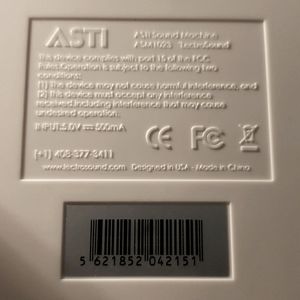 ASTI
ASTI Sound Machine
ASM1023 LectroSound
This device complies with part 15 of the FCC
Rules. Operation is subject to the following two
conditions:
(1) this device may not cause harmful interference, and
(2) this device must accept any interference
received, including interference that may cause
undesired operation.
INPUT: 5.0V 500mA
CE FC
(+1) 408-377-3411
www.lectrosound.com Designed in USA - Made in China
5 621852 042151